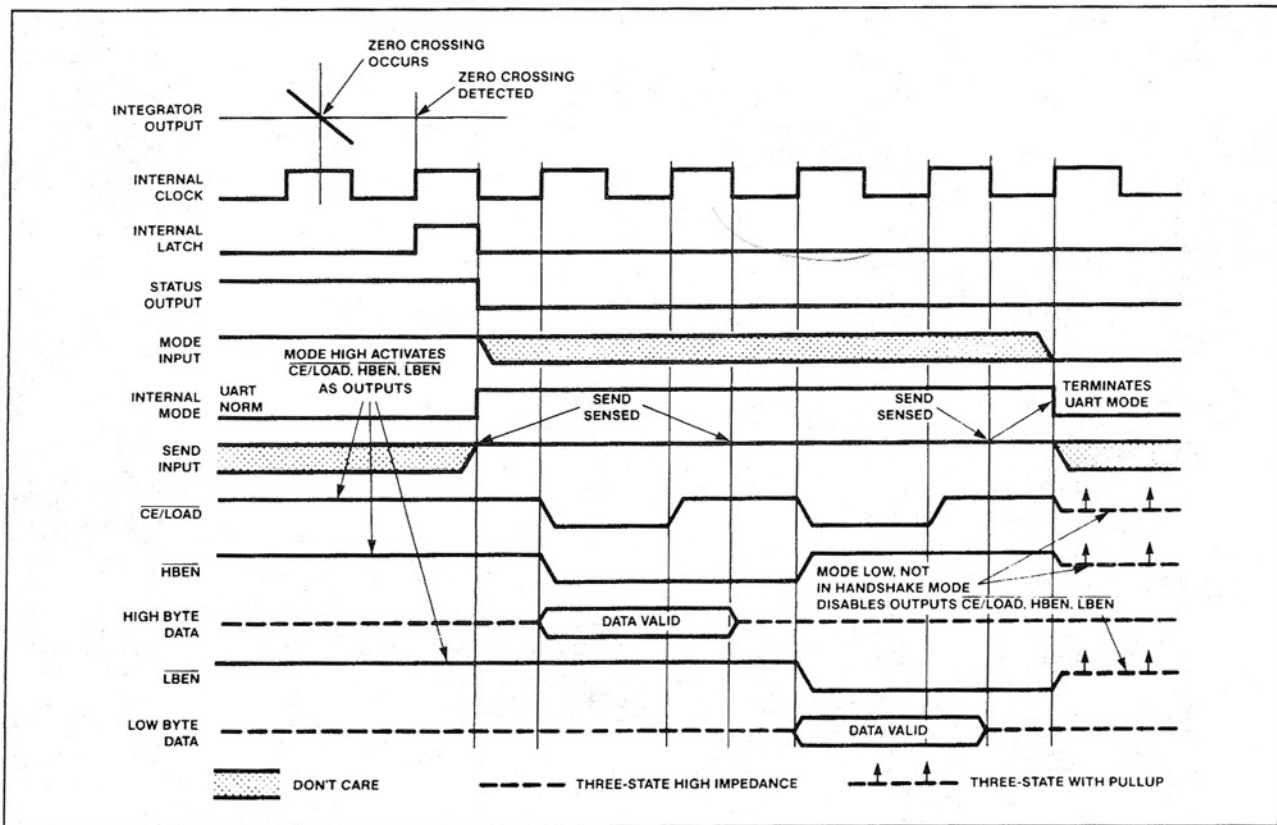 ZERO CROSSING
OCCURS
ZERO CROSSING
DETECTED
INTEGRATOR
OUTPUT
INTERNAL
CLOCK
INTERNAL
LATCH
STATUS
OUTPUT
MODE
INPUT
MODE HIGH ACTIVATES
CE/LOAD, HBEN, LBEN
AS OUTPUTS
INTERNAL
MODE
UART
NORM
SEND
SENSED
SEND
SENSED
TERMINATES
UART MODE
SEND
INPUT
CE/LOAD
HBEN
MODE LOW, NOT
IN HANDSHAKE MODE
DISABLES OUTPUTS CE/LOAD, HBEN, LBEN
HIGH BYTE
DATA
DATA VALID
LBEN
LOW BYTE
DATA
DATA VALID
DON'T CARE
THREE-STATE HIGH IMPEDANCE
THREE-STATE WITH PULLUP